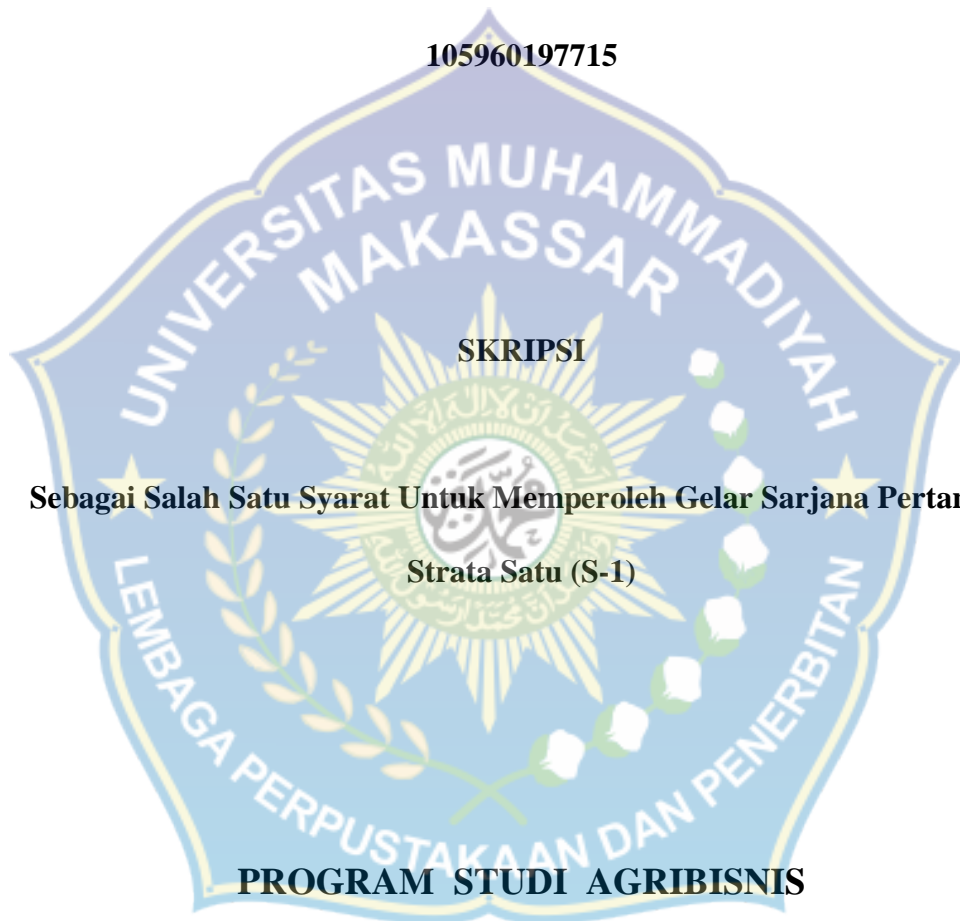 105960197715
UNIVERSITAS MUHAMMADIYAH
MAKASSAR
SKRIPSI
Sebagai Salah Satu Syarat Untuk Memperoleh Gelar Sarjana
Strata Satu (S-1)
LEMBAGA PERPUSTAKAAN DAN PENERBITAN
PROGRAM STUDI AGRIBISNIS